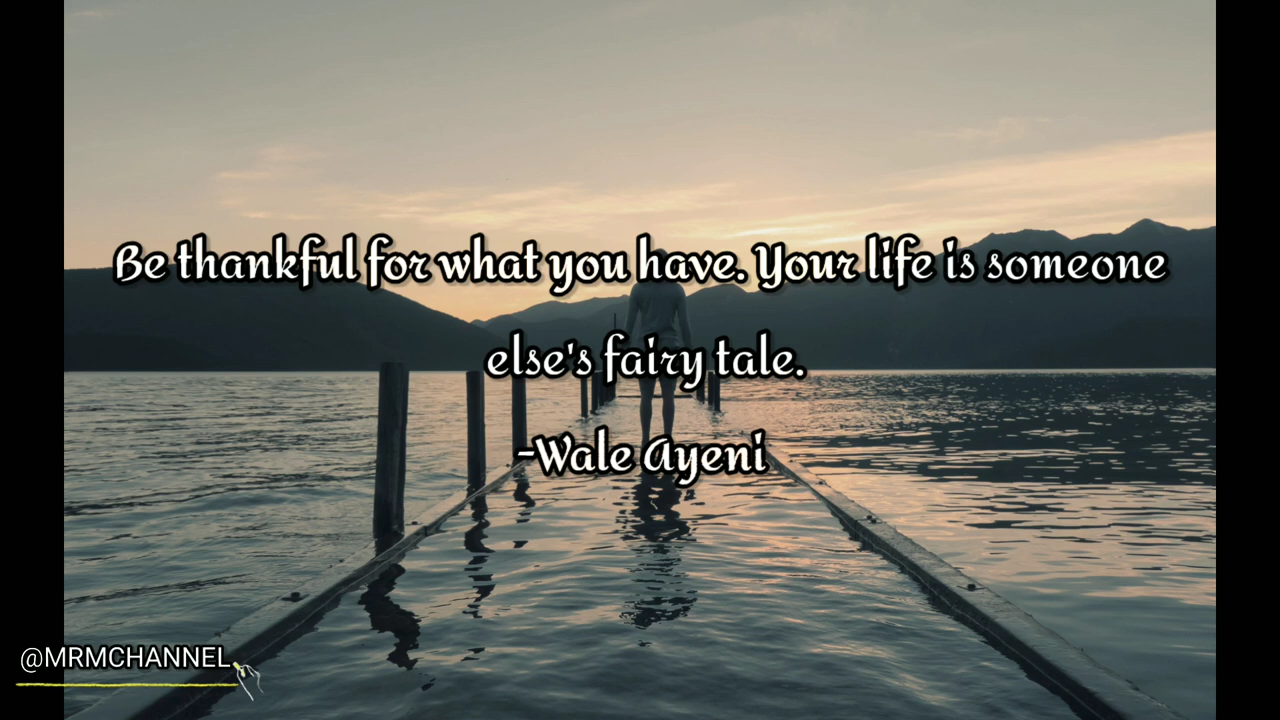 Be thankful for what you have. Your life is someone
else's fairy tale.
-Wale Ayeni
@MRMCHANNEL